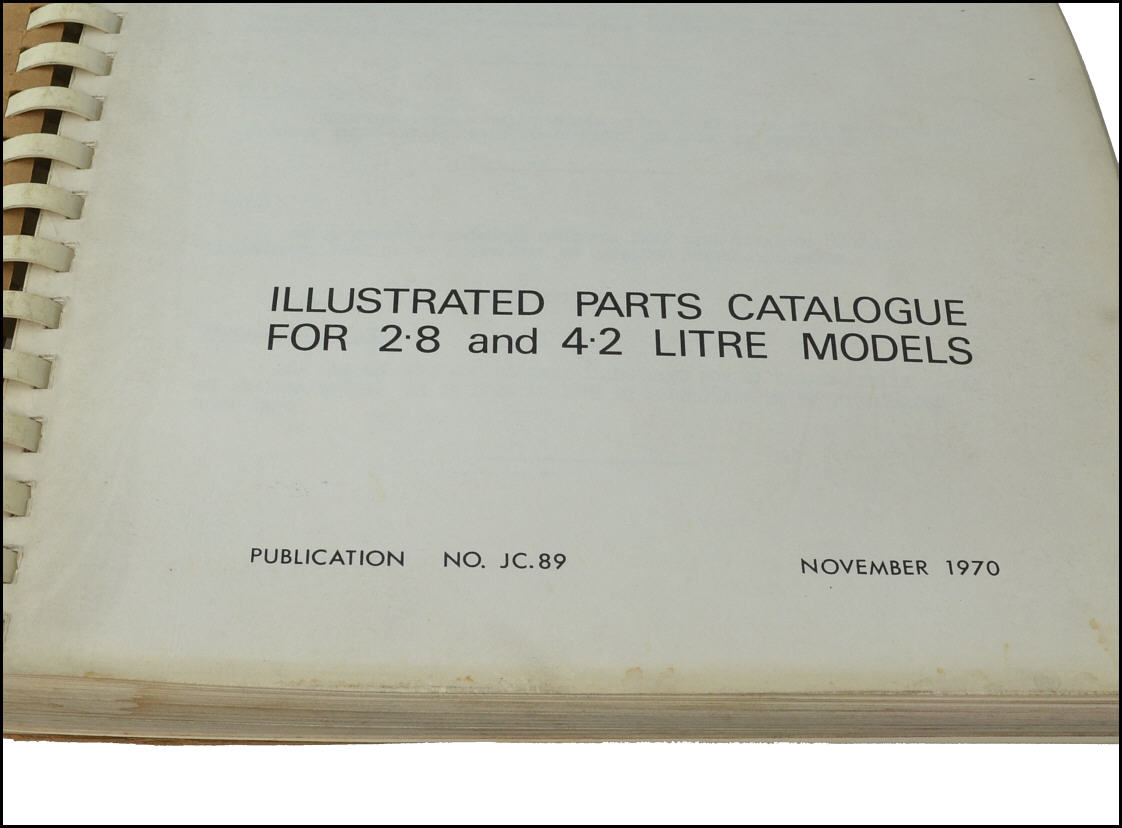 ILLUSTRATED PARTS CATALOGUE
FOR 2·8 and 4·2 LITRE MODELS
PUBLICATION NO. JC.89 NOVEMBER 1970